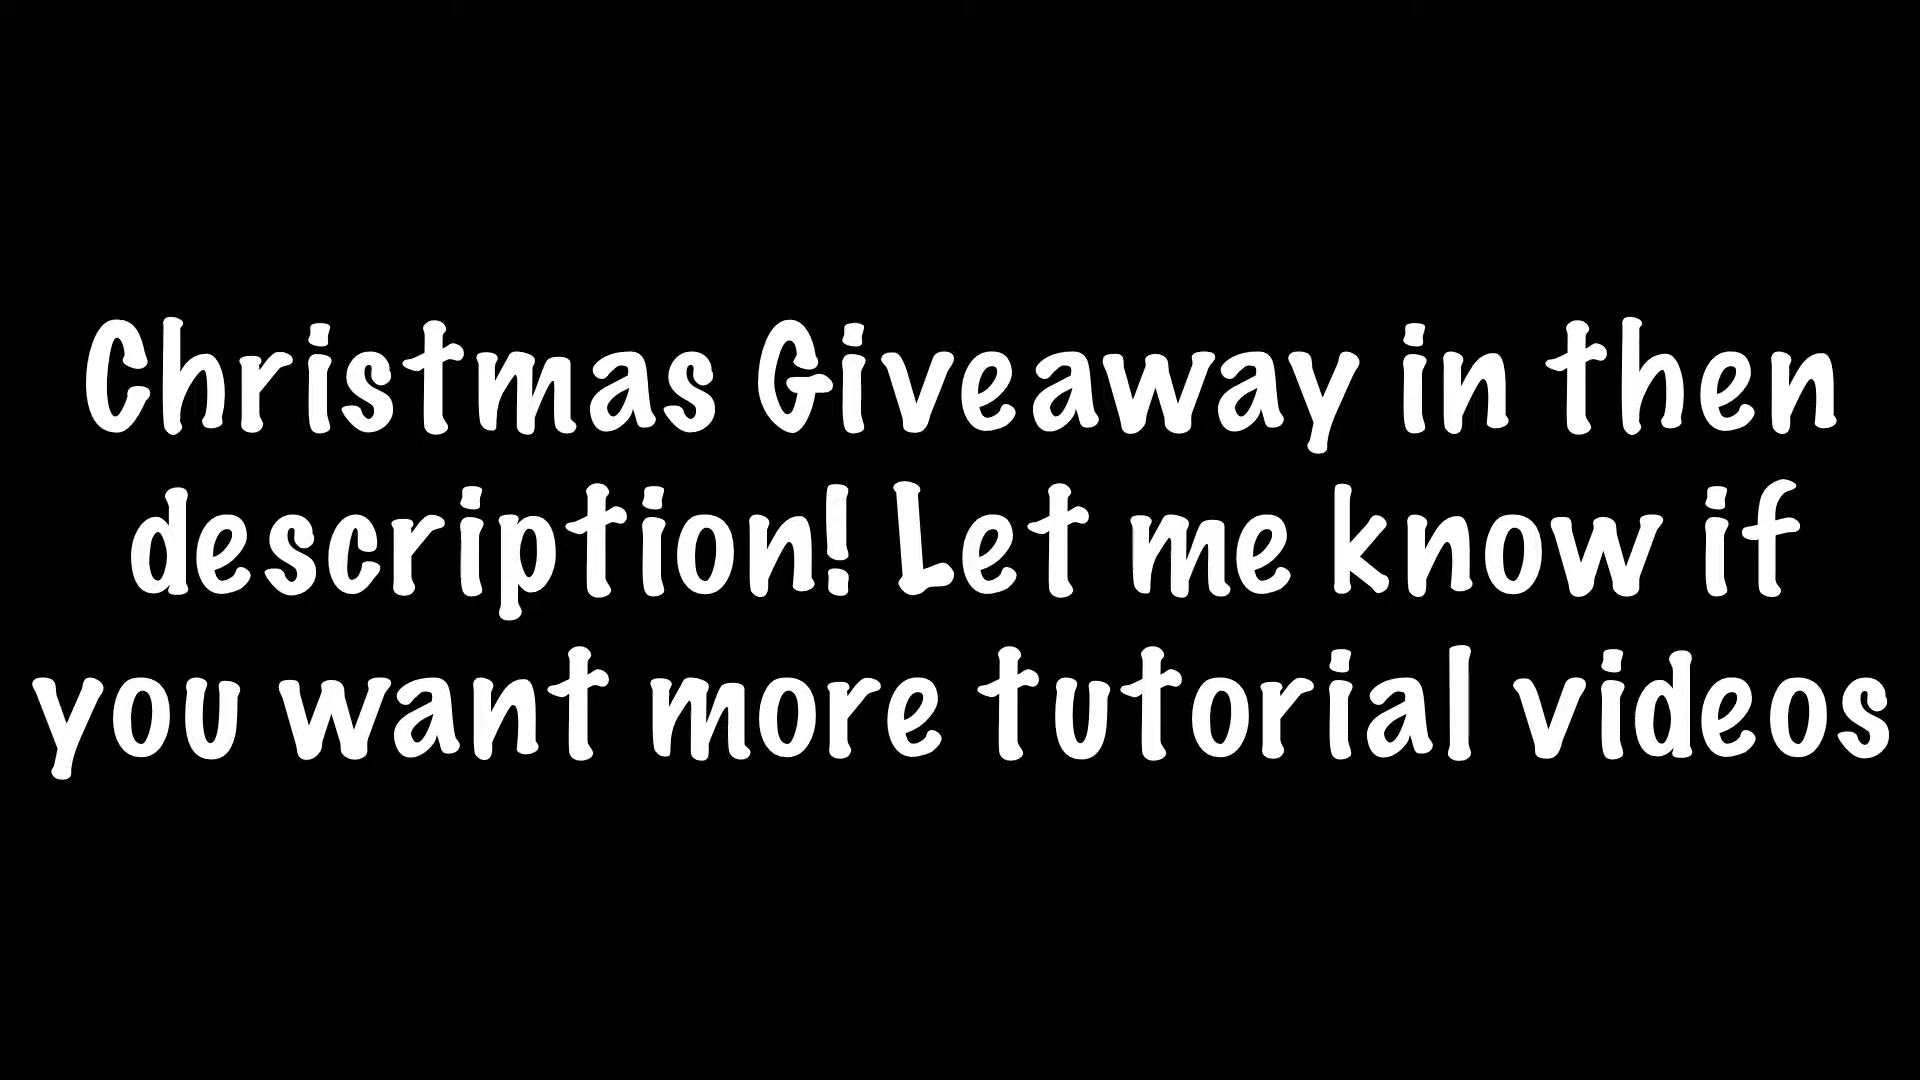 Christmas Giveaway in then
description! Let me know if
you want more tutorial videos